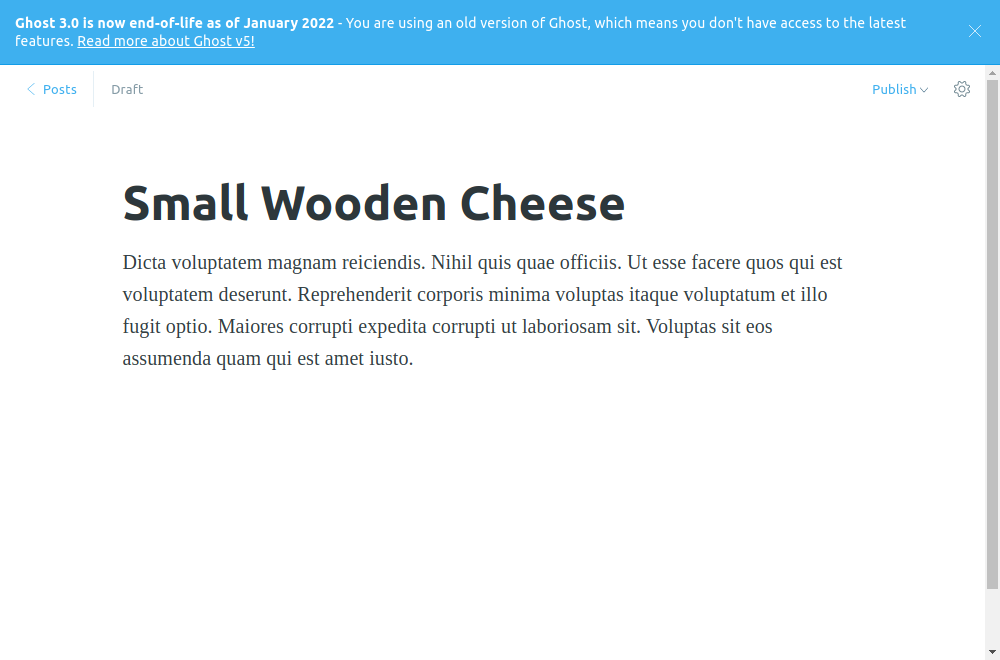 Ghost 3.0 is now end-of-life as of January 2022 - You are using an old version of Ghost, which means you don't have access to the latest
features. Read more about Ghost v5!
Posts
Draft
Publish
Small Wooden Cheese
Dicta voluptatem magnam reiciendis. Nihil quis quae officiis. Ut esse facere quos qui est
voluptatem deserunt. Reprehenderit corporis minima voluptas itaque voluptatum et illo
fugit optio. Maiores corrupti expedita corrupti ut laboriosam sit. Voluptas sit eos
assumenda quam qui est amet iusto.